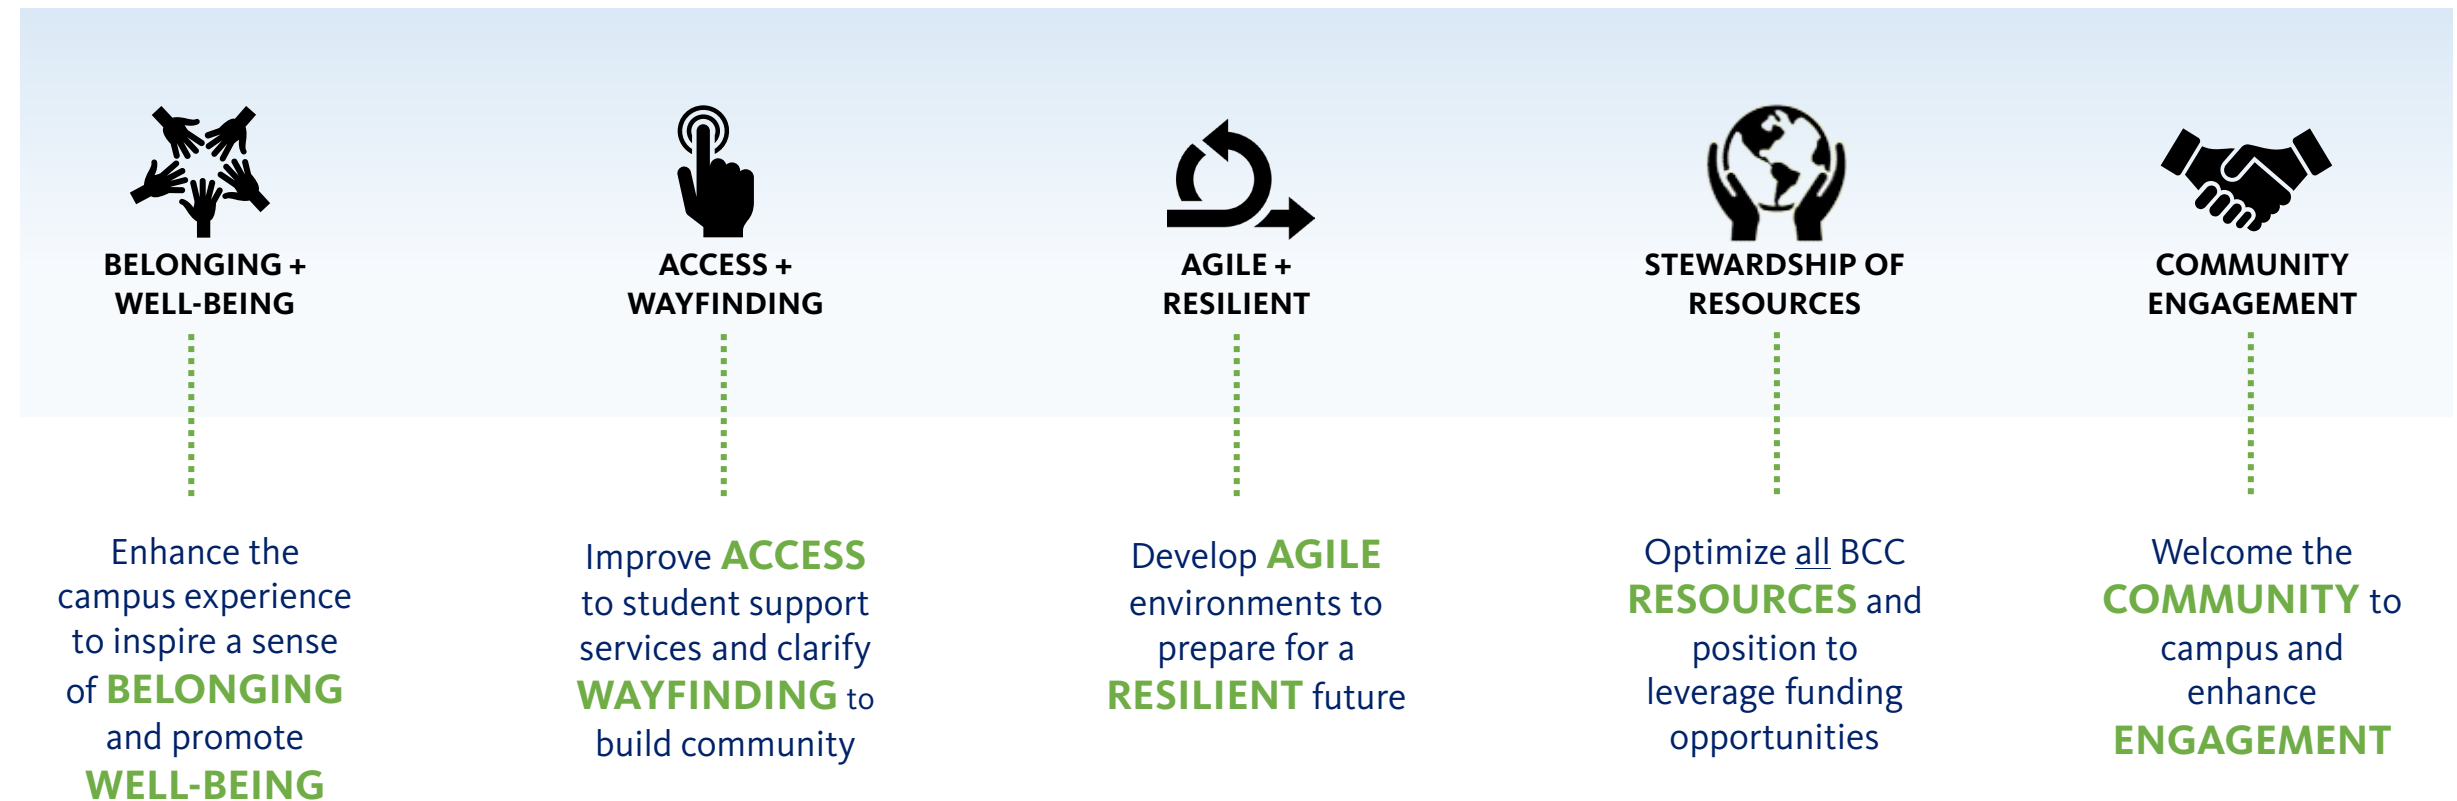 BELONGING +
WELL-BEING
ACCESS +
WAYFINDING
AGILE +
RESILIENT
STEWARDSHIP OF
RESOURCES
COMMUNITY
ENGAGEMENT
Enhance the
campus experience
to inspire a sense
of BELONGING
and promote
WELL-BEING
Improve ACCESS
to student support
services and clarify
WAYFINDING to
build community
Develop AGILE
environments to
prepare for a
RESILIENT future
Optimize all BCC
RESOURCES and
position to
leverage funding
opportunities
Welcome the
COMMUNITY to
campus and
enhance
ENGAGEMENT